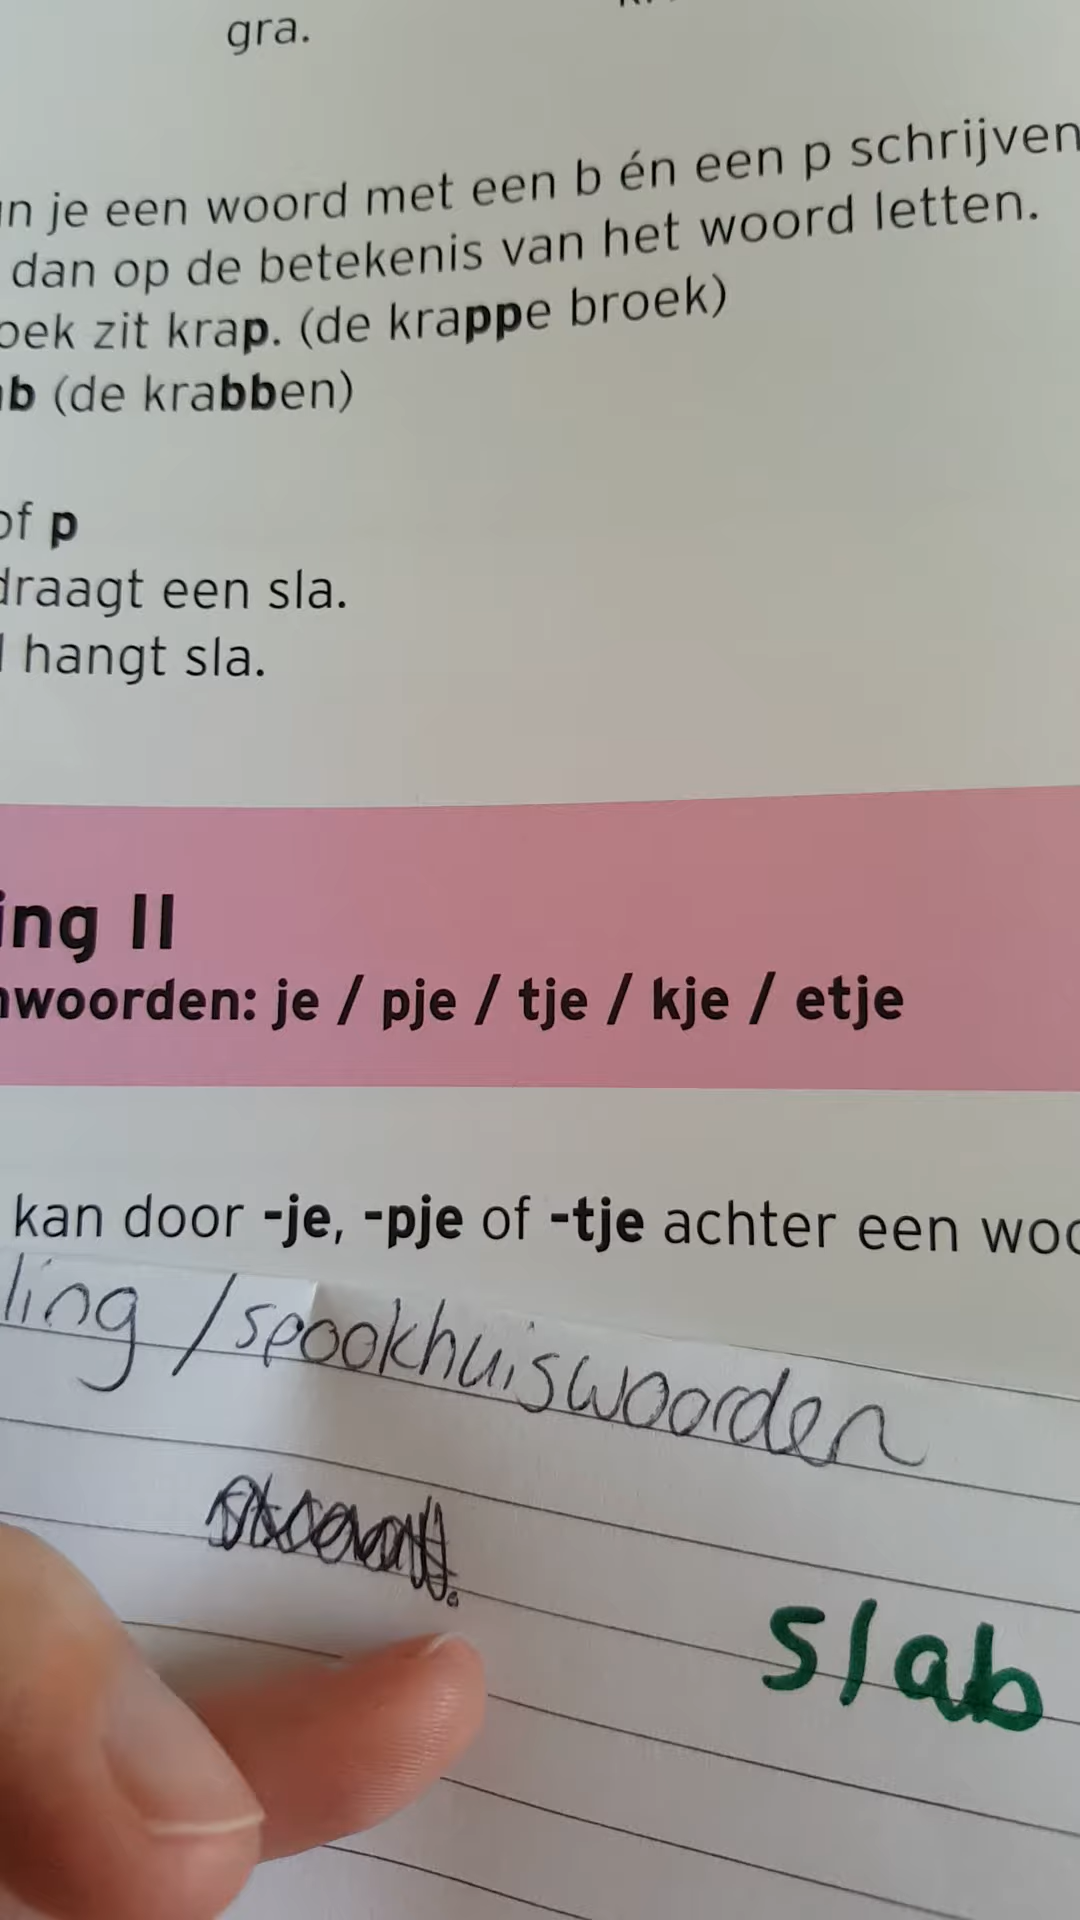 gra.
n je een woord met een b én een p schrijven
dan op de betekenis van het woord letten.
oek zit krap. (de krappe broek)
b (de krabben)
of p
draagt een sla.
hangt sla.
ing II
woorden: je / pje / tje / kje / etje
kan door -je, -pje of -tje achter een woo
ling / spookhuiswoorden
slab